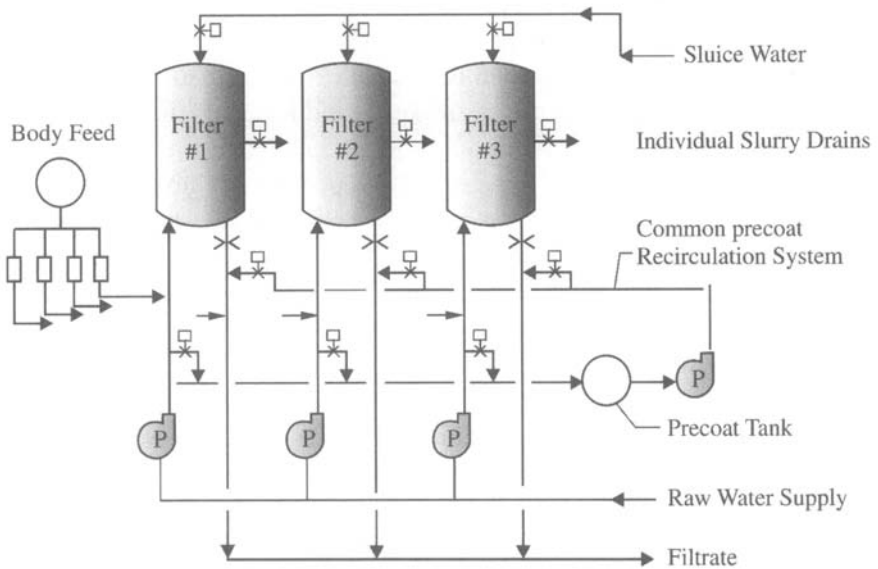 Sluice Water
Filter
#1
Filter
#2
Filter
#3
Body Feed
Individual Slurry Drains
Common precoat
Recirculation System
P
Precoat Tank
P
P
P
Raw Water Supply
Filtrate